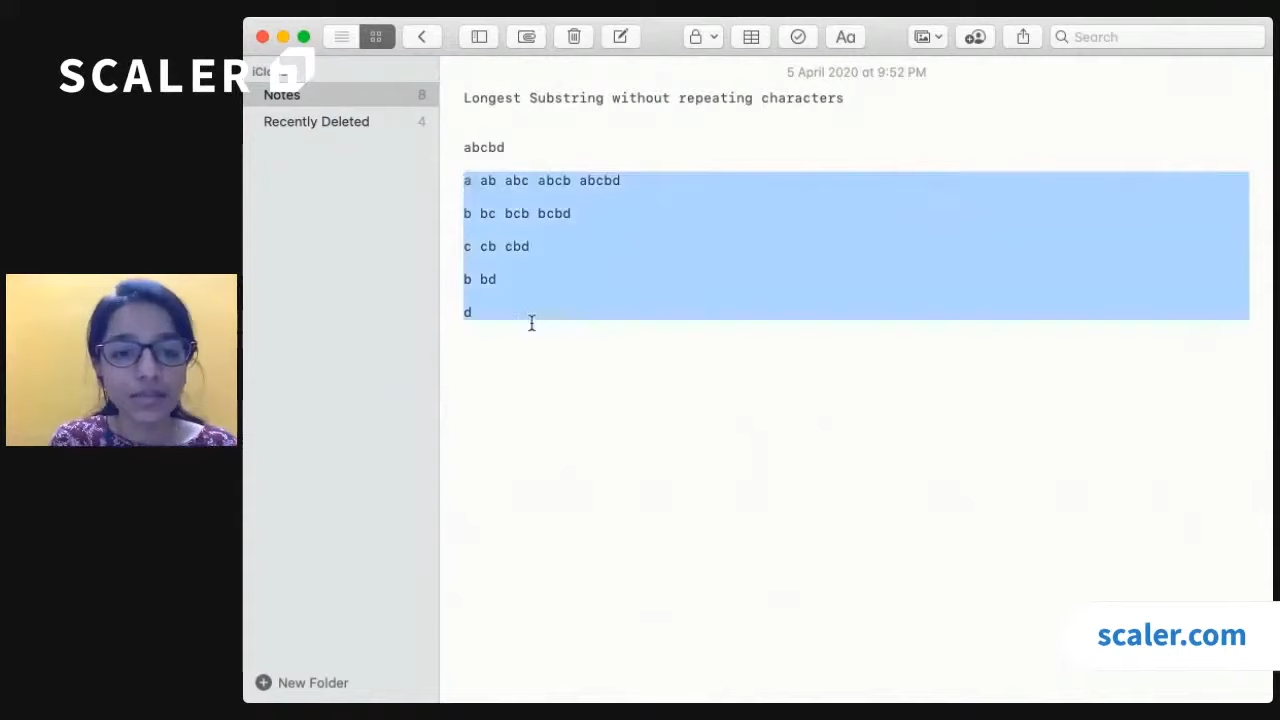 SCALER
Search
5 April 2020 at 9:52 PM
Notes 8
Recently Deleted 4
Longest Substring without repeating characters
abcbd
a ab abc abcb abcbd
b bc bcb bcbd
c cb cbd
b bd
d
New Folder
scaler.com